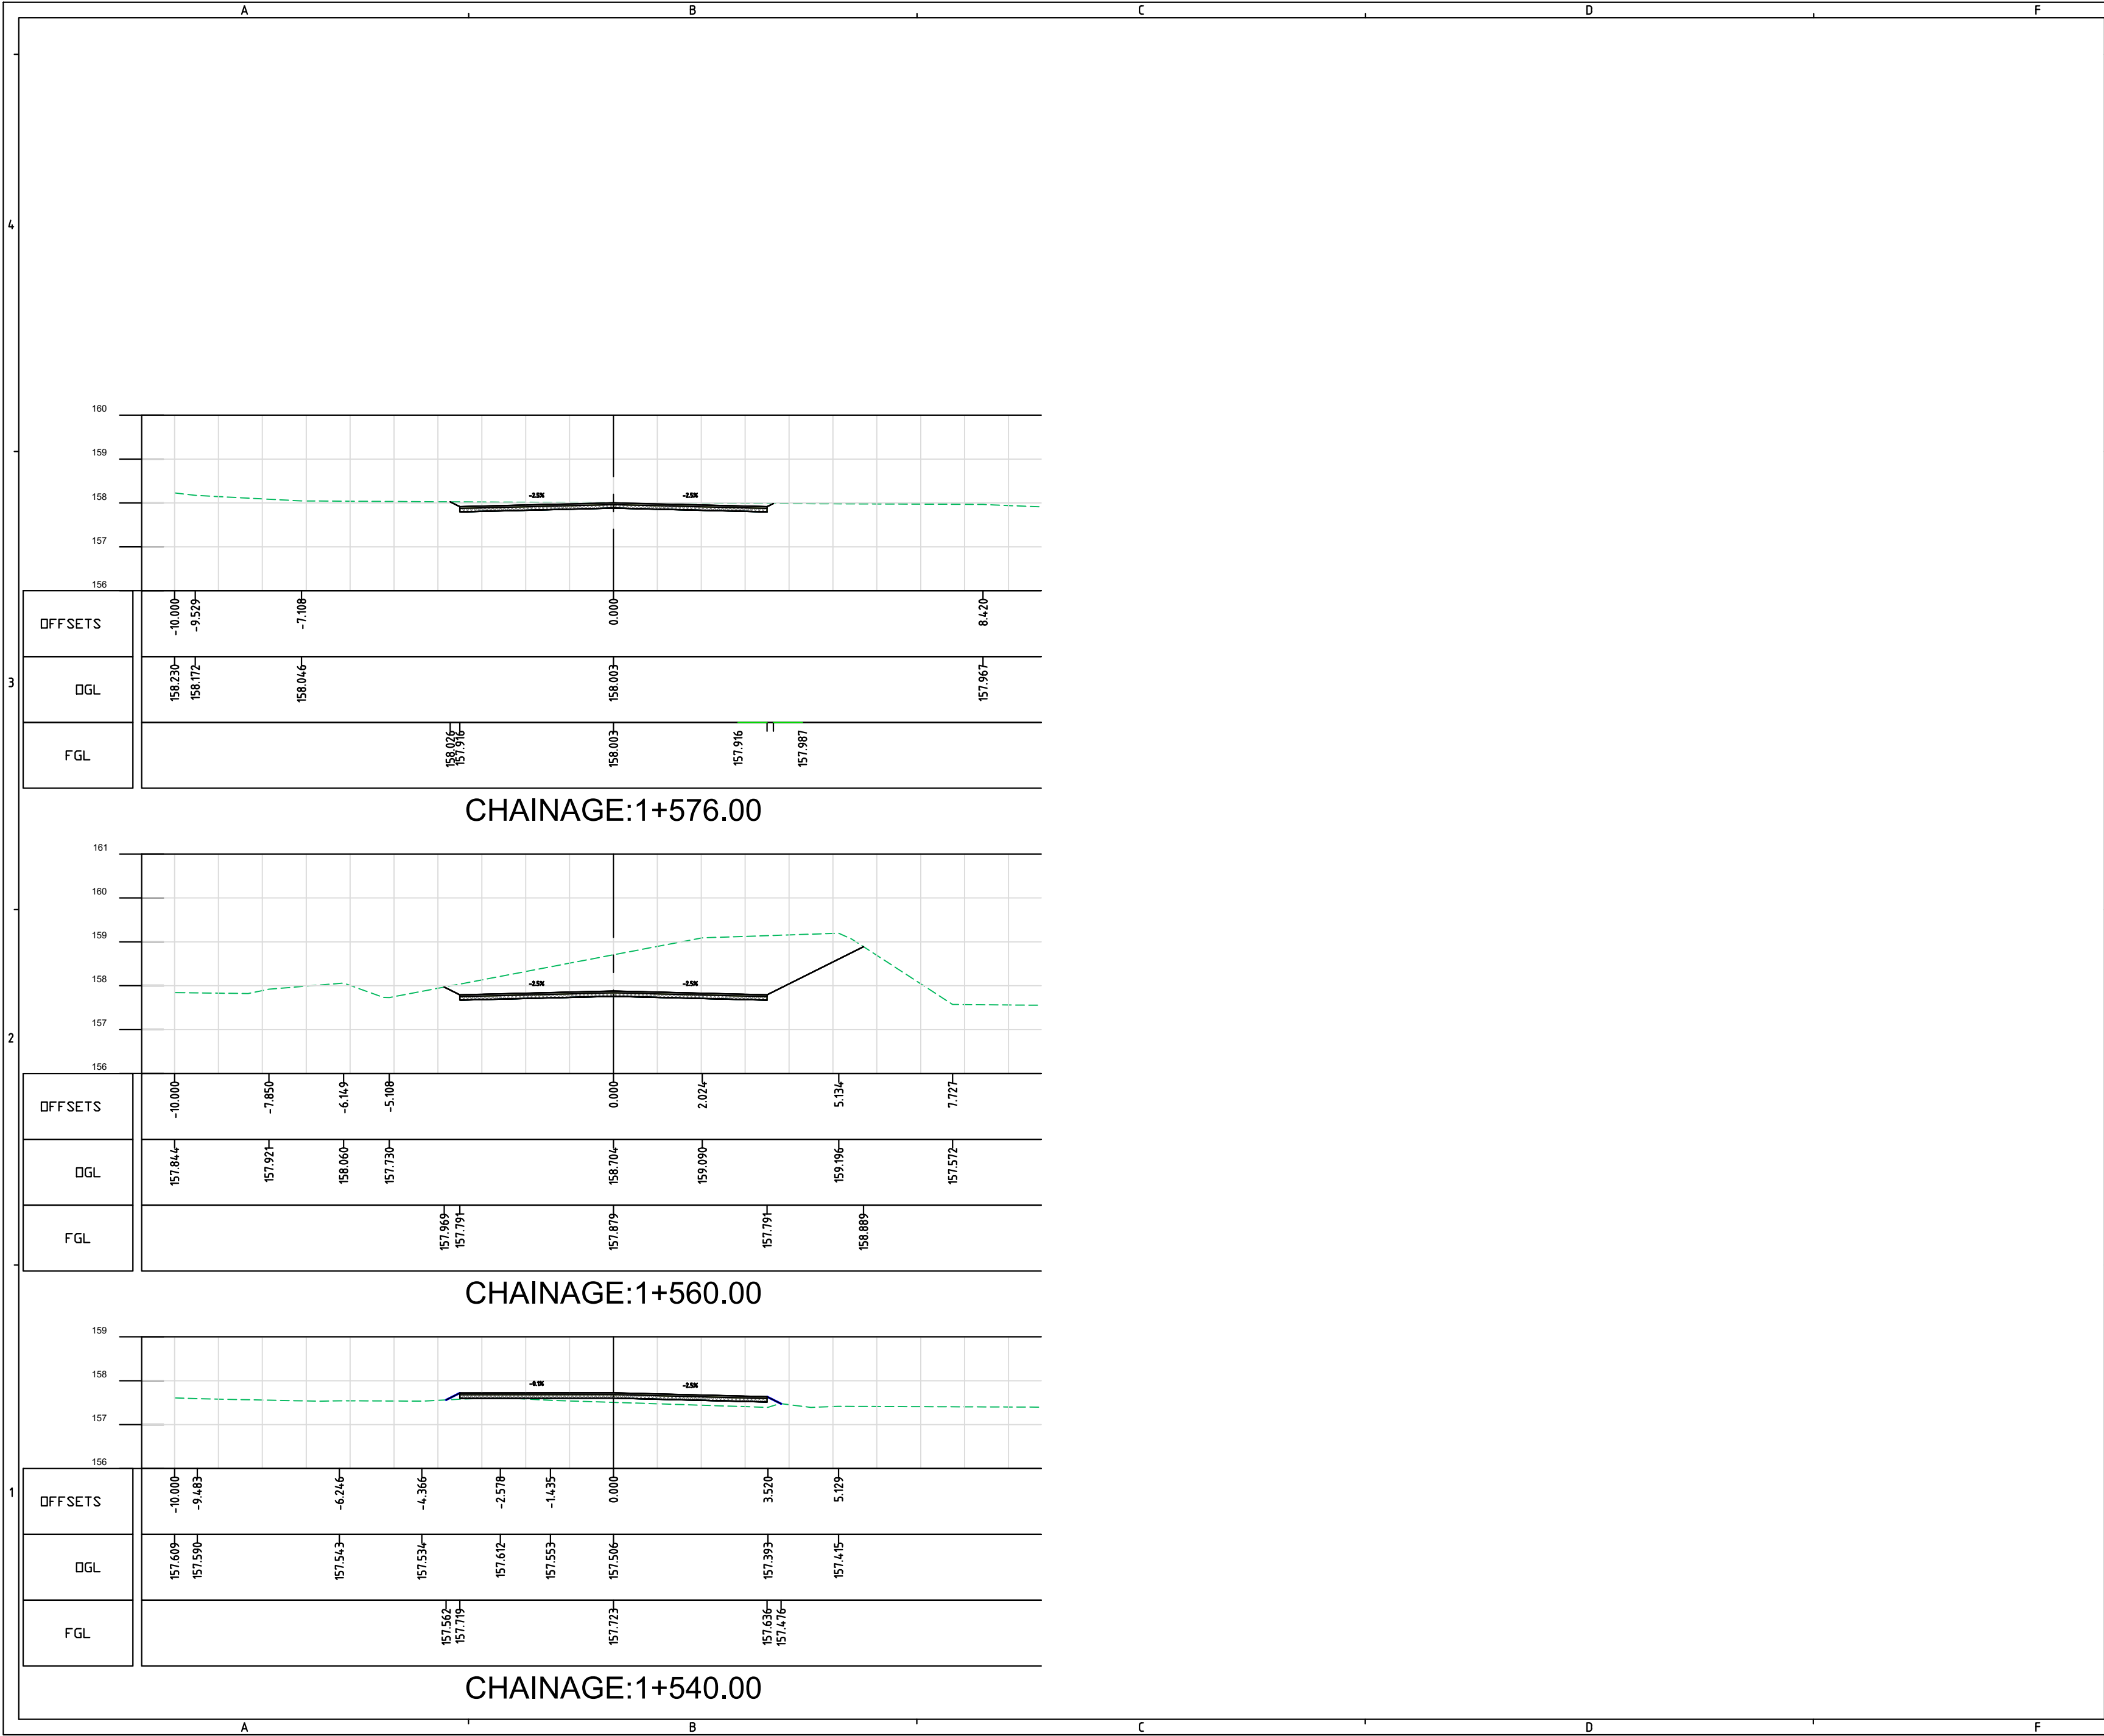 A B C D F
4
160
159
158
157
156
-2.5% -2.5%
OFFSETS -10.000 -9.529 -7.108 0.000 8.420
3
OGL 158.230 158.172 158.046 158.003 157.967
FGL 158.026 157.916 158.003 157.916 157.987
CHAINAGE:1+576.00
161
160
159
158
157
156
-2.5% -2.5%
2
OFFSETS -10.000 -7.850 -6.149 -5.108 0.000 2.024 5.134 7.727
OGL 157.844 157.921 158.060 157.730 158.704 159.090 159.196 157.572
FGL 157.969 157.791 157.879 157.791 158.889
CHAINAGE:1+560.00
159
158
157
156
-0.1% -2.5%
1
OFFSETS -10.000 -9.483 -6.246 -4.366 -2.578 -1.435 0.000 3.520 5.129
OGL 157.609 157.590 157.543 157.534 157.612 157.553 157.506 157.393 157.415
FGL 157.562 157.719 157.723 157.636 157.476
CHAINAGE:1+540.00
A B C D F